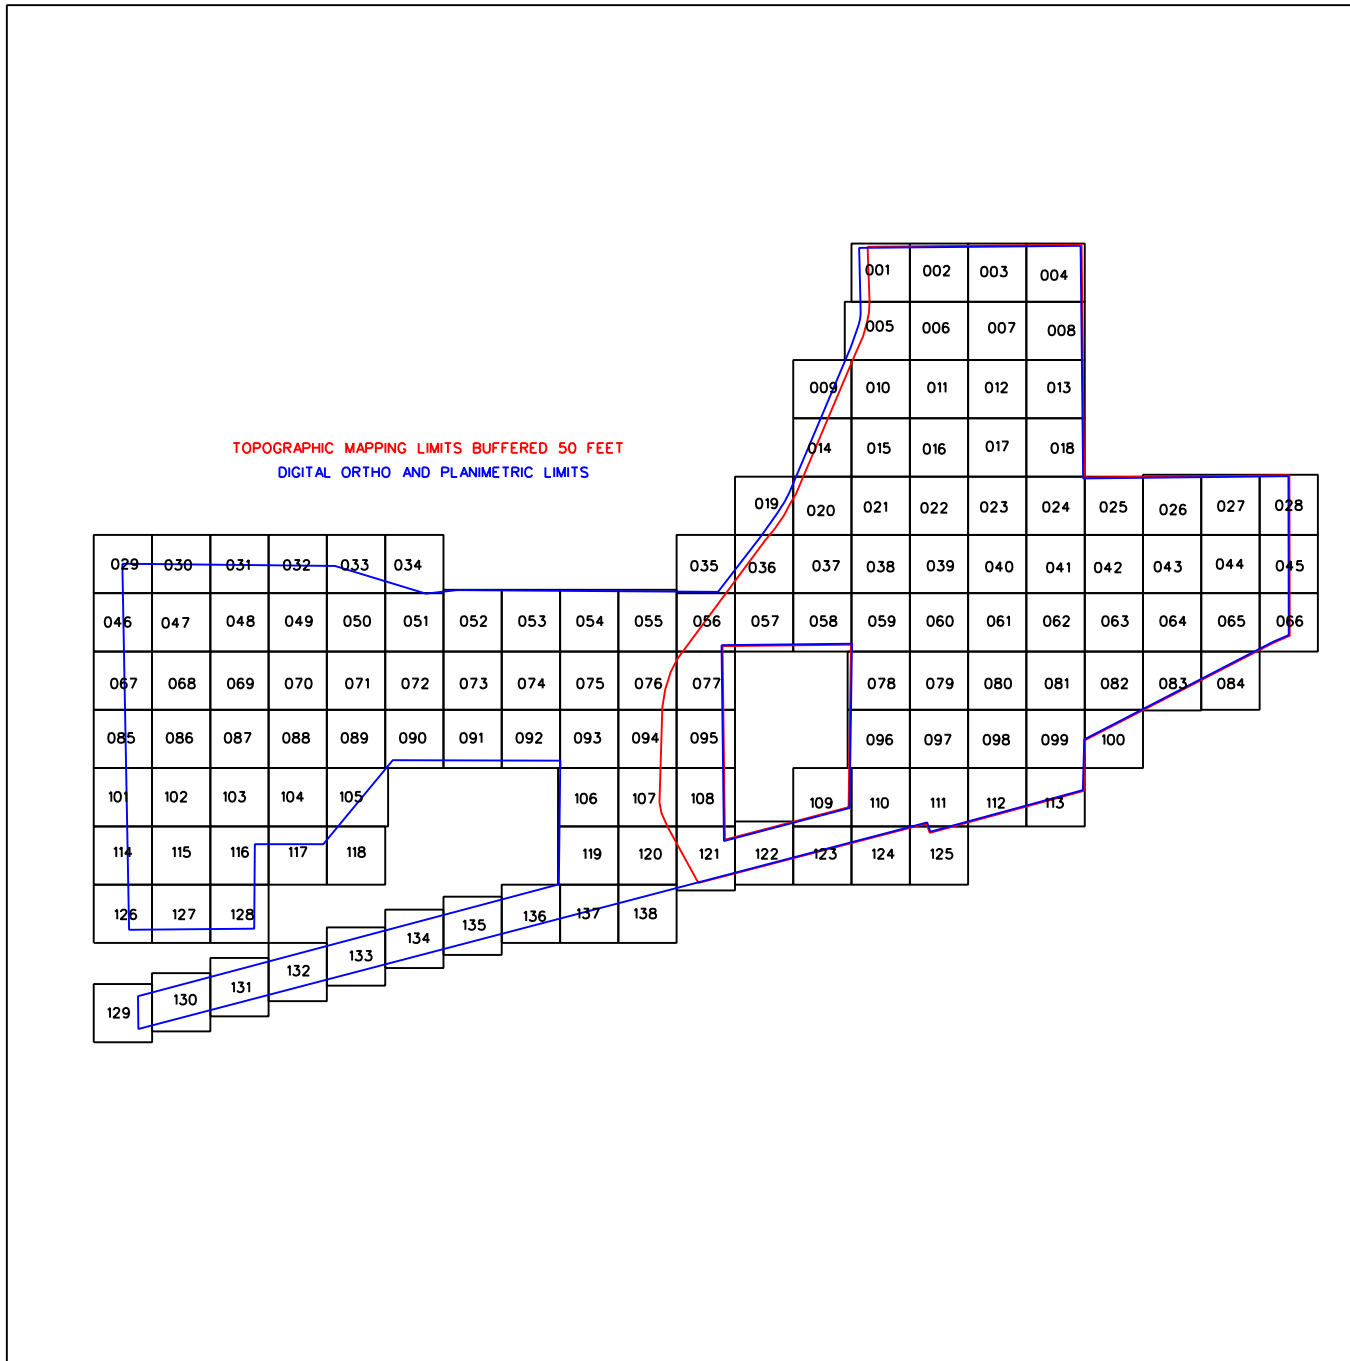 001 002 003 004
005 006 007 008
009 010 011 012 013
TOPOGRAPHIC MAPPING LIMITS BUFFERED 50 FEET
DIGITAL ORTHO AND PLANIMETRIC LIMITS
014 015 016 017 018
019 020 021 022 023 024 025 026 027 028
029 030 031 032 033 034 035 036 037 038 039 040 041 042 043 044 045
046 047 048 049 050 051 052 053 054 055 056 057 058 059 060 061 062 063 064 065 066
067 068 069 070 071 072 073 074 075 076 077 078 079 080 081 082 083 084
085 086 087 088 089 090 091 092 093 094 095 096 097 098 099 100
101 102 103 104 105 106 107 108 109 110 111 112 113
114 115 116 117 118 119 120 121 122 123 124 125
126 127 128 136 137 138
135
134
133
132
131
130
129